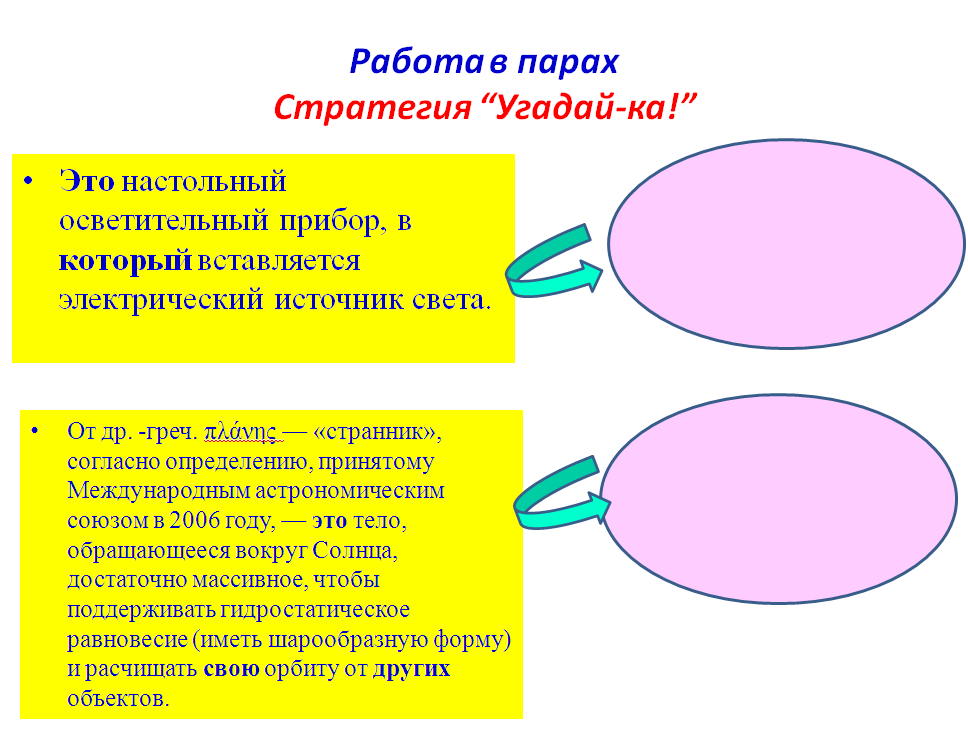 Работа в парах
Стратегия “Угадай-ка!”
• Это настольный
осветительный прибор, в
который вставляется
электрический источник света.
• От др. -греч. πλάνης — «странник»,
согласно определению, принятому
Международным астрономическим
союзом в 2006 году, — это тело,
обращающееся вокруг Солнца,
достаточно массивное, чтобы
поддерживать гидростатическое
равновесие (иметь шарообразную форму)
и расчищать свою орбиту от других
объектов.